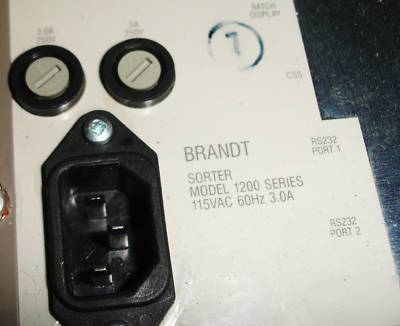 3.0A
250V
5A
250V
BATCH
DISPLAY
7
CSS
BRANDT
SORTER
MODEL 1200 SERIES
115VAC 60Hz 3.0A
RS232
PORT 1
RS232
PORT 2